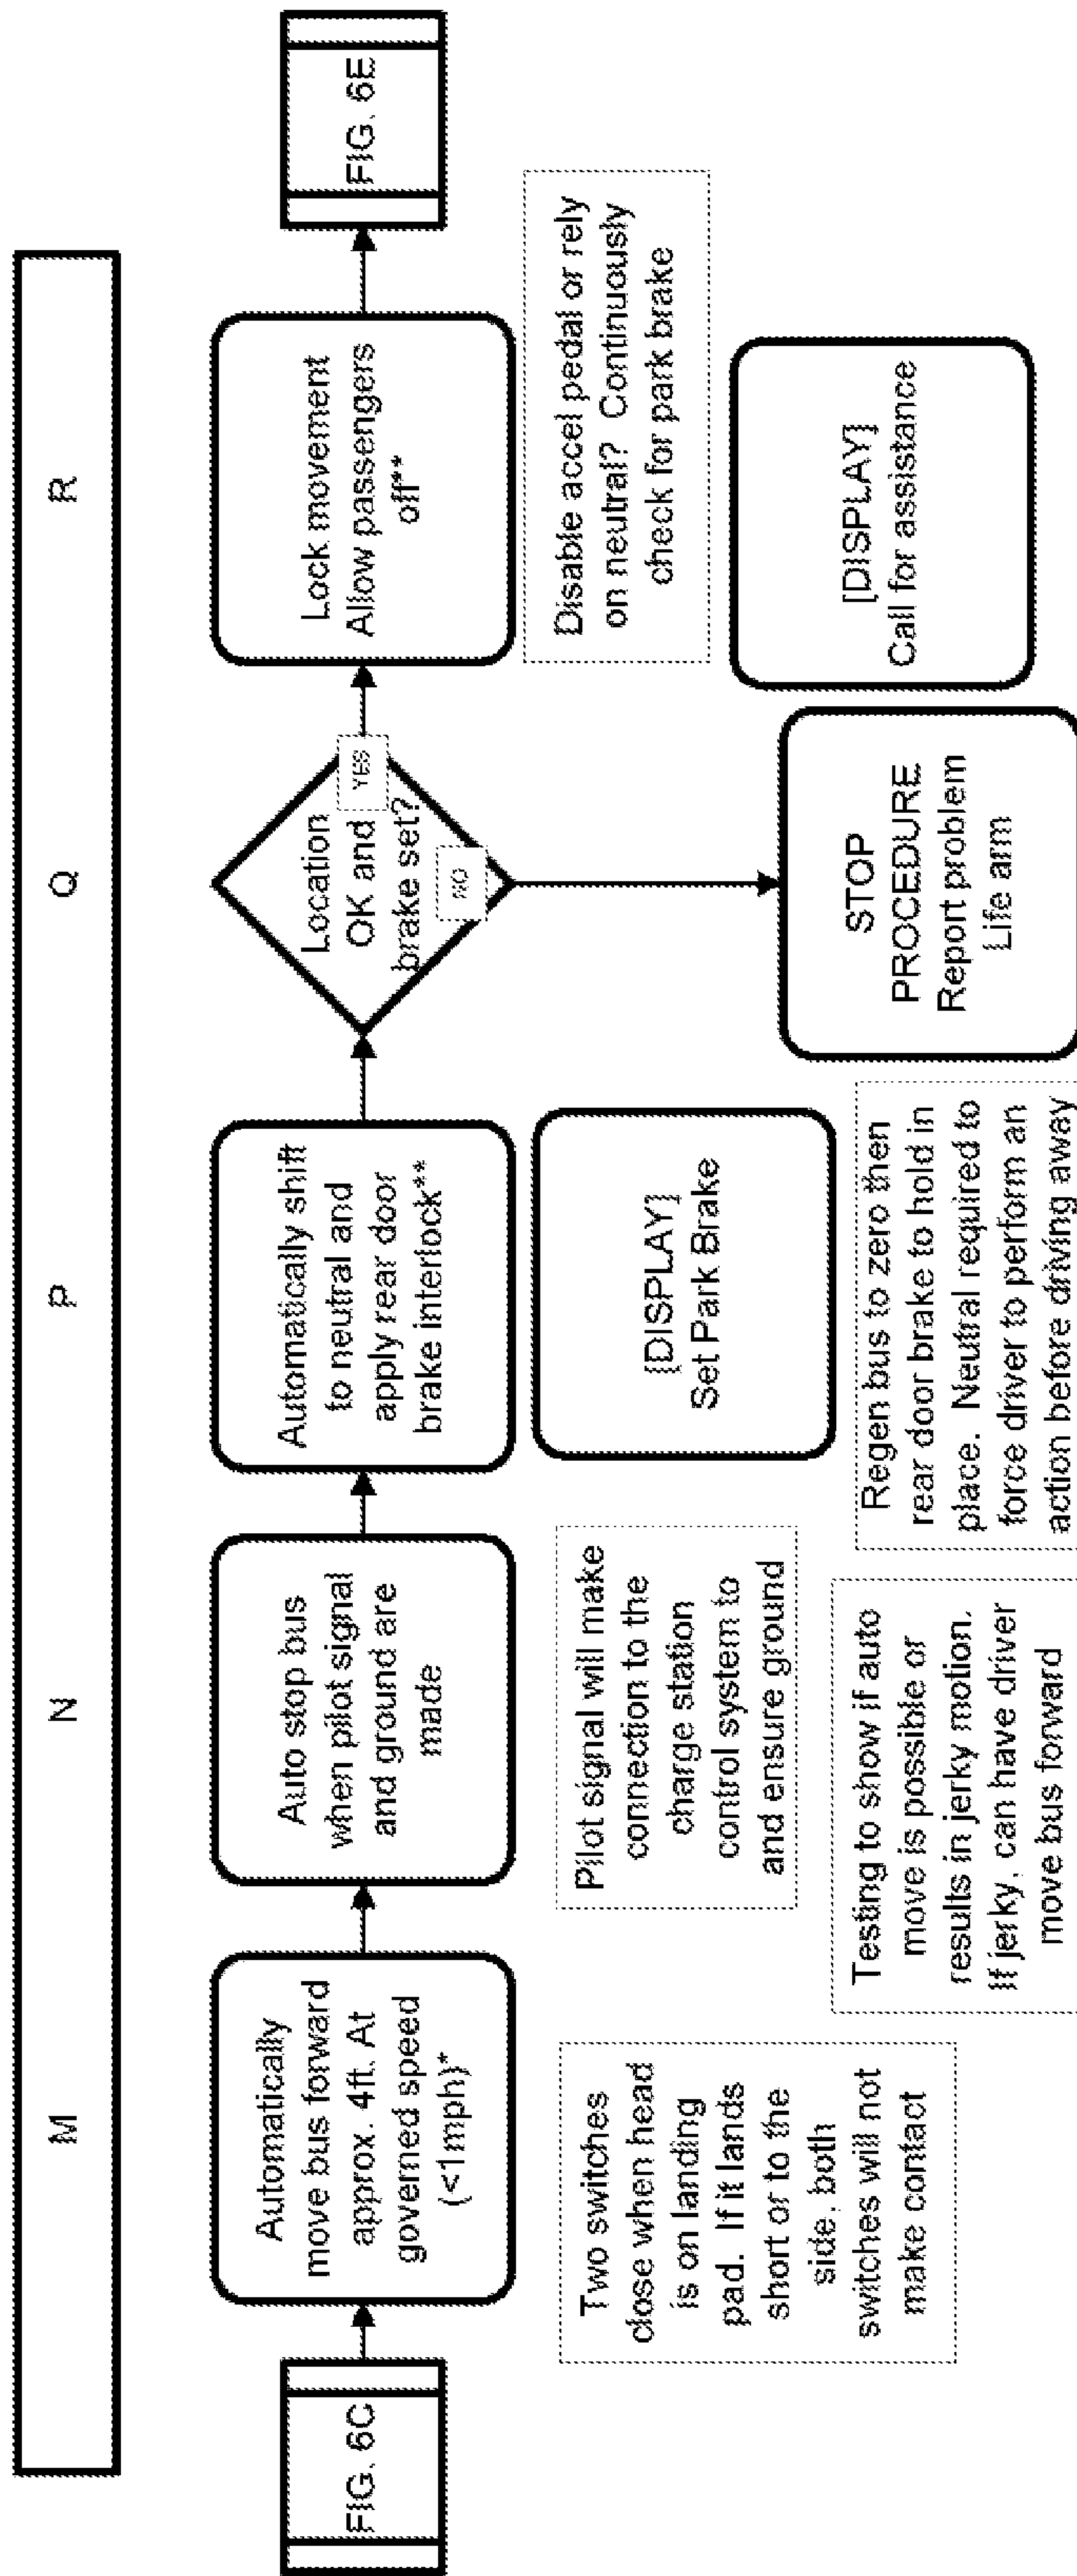 M N P Q R
FIG. 6C
Automatically
move bus forward
approx. 4ft. At
governed speed
(<1mph)*
Auto stop bus
when pilot signal
and ground are
made
Automatically shift
to neutral and
apply rear door
brake interlock**
Location
OK and
brake set?
YES
NO
Lock movement
Allow passengers
off**
FIG. 6E
Two switches
close when head
is on landing
pad. If it lands
short or to the
side, both
switches will not
make contact
Pilot signal will make
connection to the
charge station
control system to
and ensure ground
[DISPLAY]
Set Park Brake
Disable accel pedal or rely
on neutral? Continuously
check for park brake
Testing to show if auto
move is possible or
results in jerky motion.
If jerky, can have driver
move bus forward
Regen bus to zero then
rear door brake to hold in
place. Neutral required to
force driver to perform an
action before driving away
STOP
PROCEDURE
Report problem
Life arm
[DISPLAY]
Call for assistance